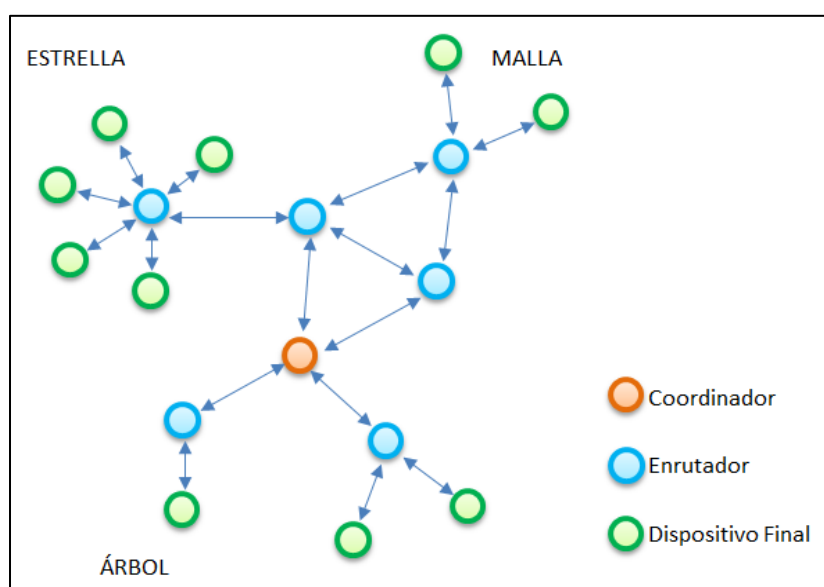 ESTRELLA
MALLA
Coordinador
Enrutador
Dispositivo Final
ÁRBOL